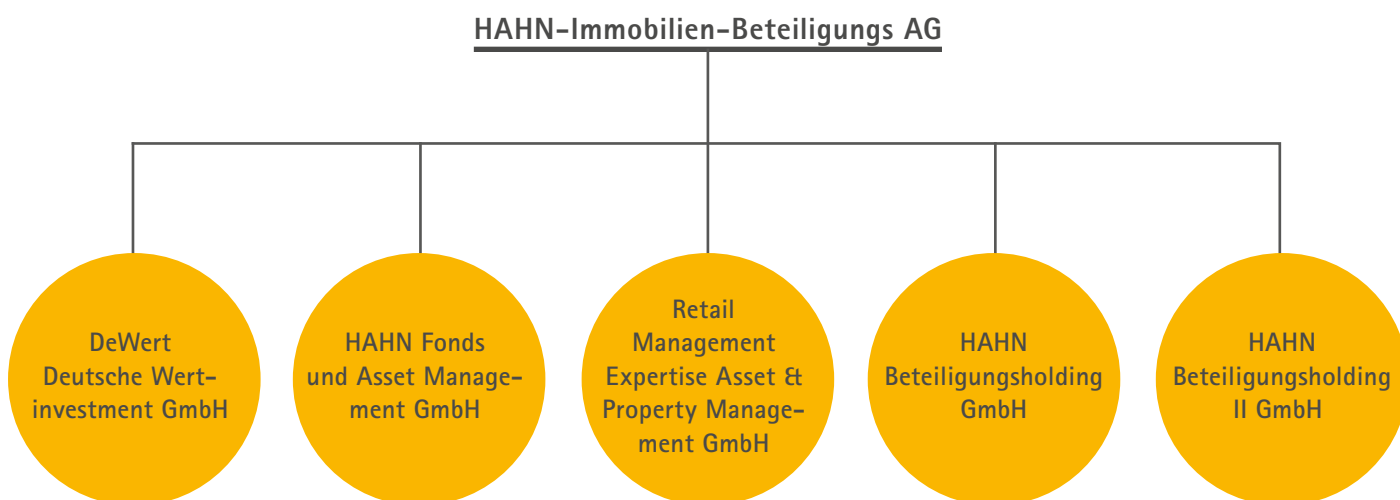 HAHN-Immobilien-Beteiligungs AG
DeWert
Deutsche Wert-
investment GmbH
HAHN Fonds
und Asset Manage-
ment GmbH
Retail
Management
Expertise Asset &
Property Manage-
ment GmbH
HAHN
Beteiligungsholding
GmbH
HAHN
Beteiligungsholding
II GmbH